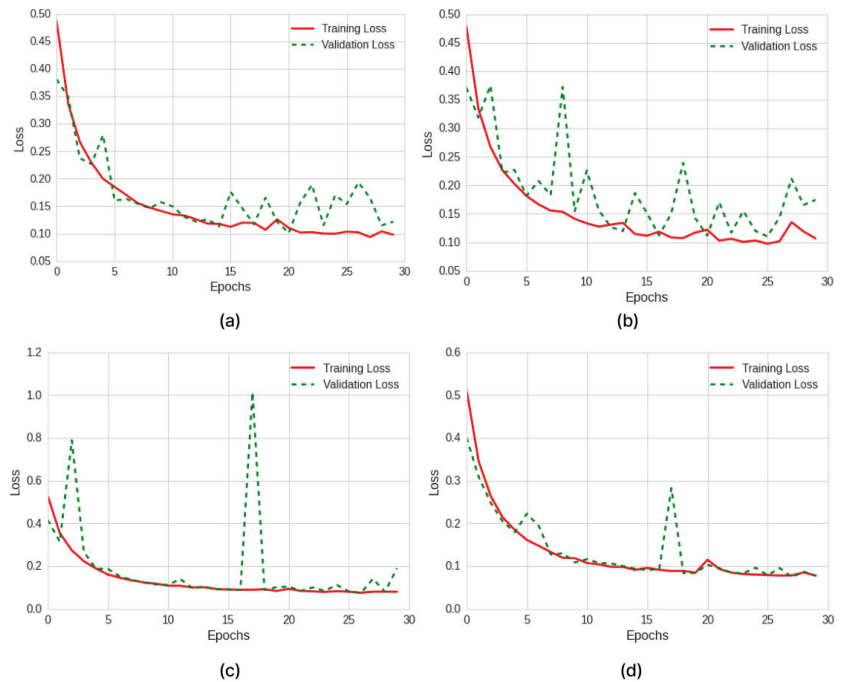 0.50
0.45
0.40
0.35
0.30
0.25
0.20
0.15
0.10
0.05
Loss
Training Loss
Validation Loss
0 5 10 15 20 25 30
Epochs
(a)
0.50
0.45
0.40
0.35
0.30
0.25
0.20
0.15
0.10
0.05
Loss
Training Loss
Validation Loss
0 5 10 15 20 25 30
Epochs
(b)
1.2
1.0
0.8
0.6
0.4
0.2
0.0
Loss
Training Loss
Validation Loss
0 5 10 15 20 25 30
Epochs
(c)
0.6
0.5
0.4
0.3
0.2
0.1
0.0
Loss
Training Loss
Validation Loss
0 5 10 15 20 25 30
Epochs
(d)